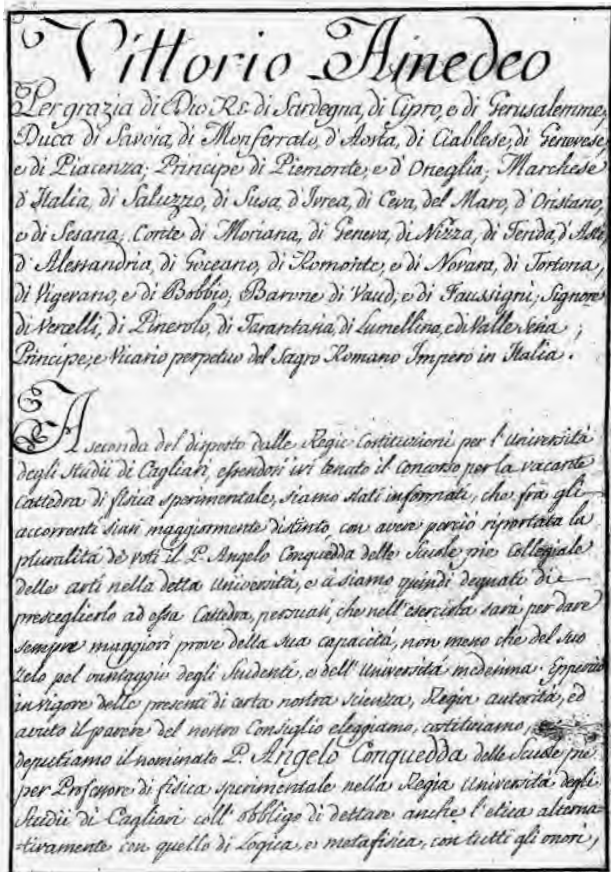 Vittorio Amedeo
Per grazia di Dio Re di Sardegna, di Cipro, e di Gerusalemme,
Duca di Savoia, di Monferrato, d'Aosta, di Ciablese, di Genevese,
e di Piacenza; Principe di Piemonte, e d'Oneglia; Marchese
d'Italia, di Saluzzo, di Susa, d'Ivrea, di Ceva, del Maro, d'Oristano,
e di Sesana; Conte di Moriana, di Geneva, di Nizza, di Tenda, d'Asti,
d'Alessandria, di Goceano, di Romonte, e di Novara, di Tortona,
di Vigevano, e di Bobbio; Barone di Vaud, e di Faussigni; Signore
di Vercelli, di Pinerolo, di Tarantasia, di Lumellina, e di Valle Sesia;
Principe, e Vicario perpetuo del Sagro Romano Impero in Italia.
A seconda del disposto dalle Regie Costituzioni per l'Università
degli Studii di Cagliari, essendosi ivi tenuto il concorso per la vacante
Cattedra di fisica sperimentale, siamo stati informati, che fra gli
accorrenti siasi maggiormente distinto, con avere perciò riportata la
pluralità de' voti il P. Angelo Conquedda delle Scuole pie Collegiale
delle arti nella detta Università, e ci siamo quindi degnati di
presceglierlo ad essa Cattedra, persuasi, che nell'esercirla sarà per dare
sempre maggiori prove della sua capacità, non meno che del suo
zelo pel vantaggio degli Studenti, e dell'Università medesima. Epperciò
in vigore delle presenti di certa nostra scienza, Regia autorità, ed
avuto il parere del nostro Consiglio eleggiamo, costituiamo,
deputiamo il nominato P. Angelo Conquedda delle Scuole pie
per Professore di fisica sperimentale nella Regia Università degli
Studii di Cagliari coll'obbligo di dettare anche l'etica alterna-
tivamente con quello di Logica, e metafisica, con tutti gli onori,